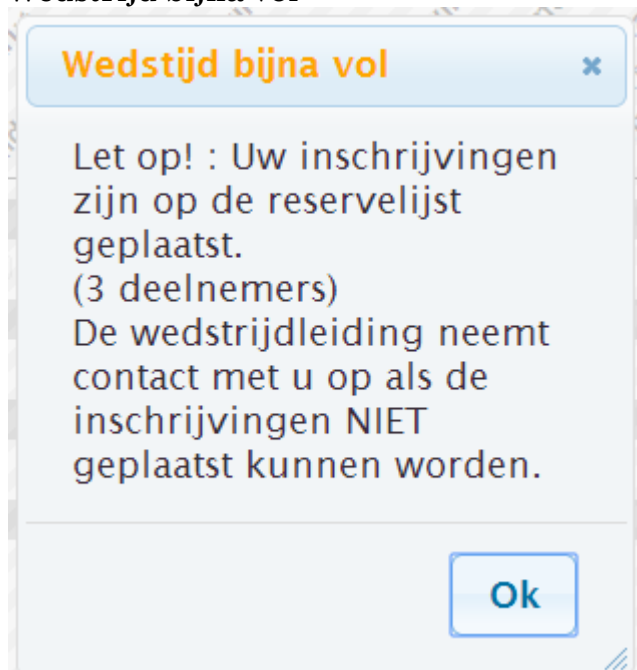 Wedstijd bijna vol
Let op! : Uw inschrijvingen
zijn op de reservelijst
geplaatst.
(3 deelnemers)
De wedstrijdleiding neemt
contact met u op als de
inschrijvingen NIET
geplaatst kunnen worden.
Ok